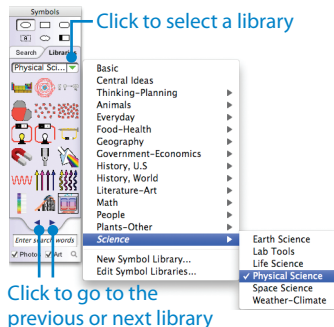 Symbols
Click to select a library
Search Libraries
Physical Sci...
Basic
Central Ideas
Thinking-Planning
Animals
Everyday
Food-Health
Geography
Government-Economics
History, U.S
History, World
Literature-Art
Math
People
Plants-Other
Science
New Symbol Library...
Edit Symbol Libraries...
Earth Science
Lab Tools
Life Science
✓ Physical Science
Space Science
Weather-Climate
Enter search words
✓ Photos ✓ Art
Click to go to the
previous or next library